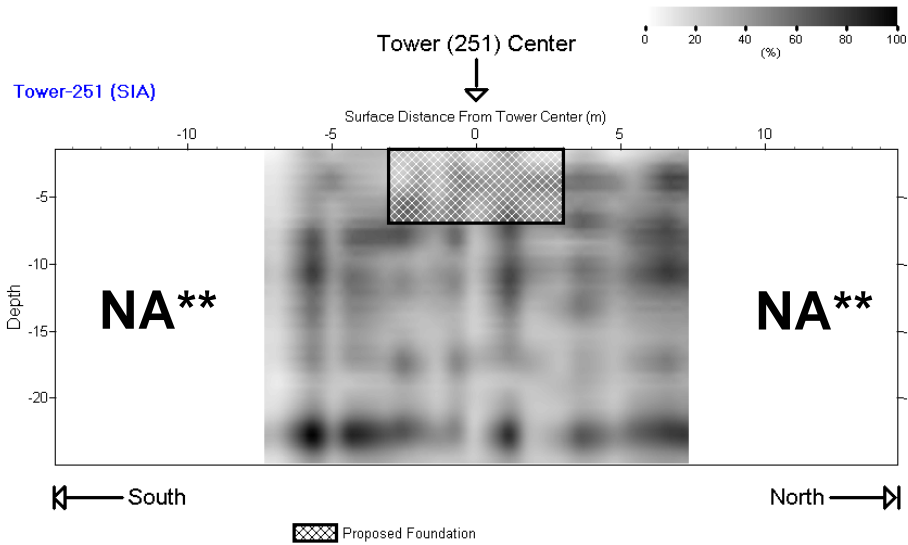 0 20 40 60 80 100
(%)
Tower (251) Center
Tower-251 (SIA)
Surface Distance From Tower Center (m)
-10 -5 0 5 10
-5
-10
-15
-20
Depth
NA** NA**
South North
Proposed Foundation